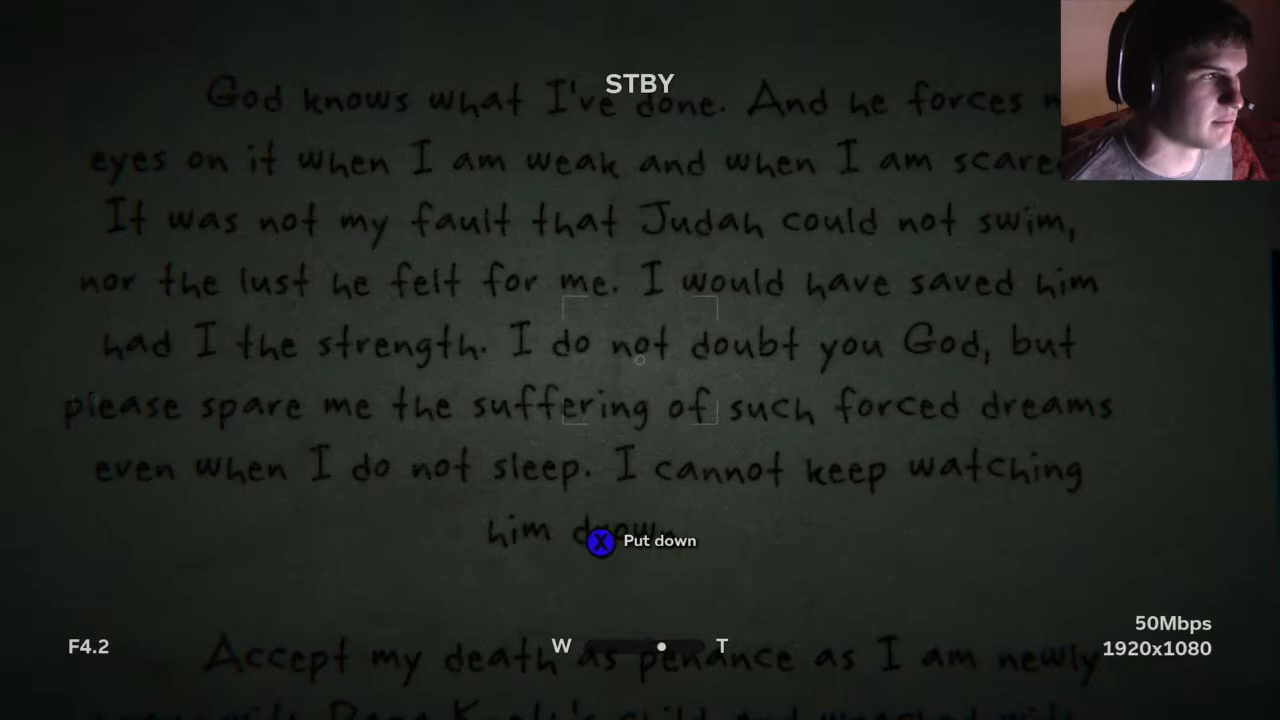 STBY
God knows what I've done. And he forces
eyes on it when I am weak and when I am
It was not my fault that Judah could not swim,
nor the lust he felt for me. I would have saved him
had I the strength. I do not doubt you God, but
please spare me the suffering of such forced dreams
even when I do not sleep. I cannot keep watching
him
X Put down
50Mbps
F4.2
W T
1920x1080
Accept my death as penance as I am newly